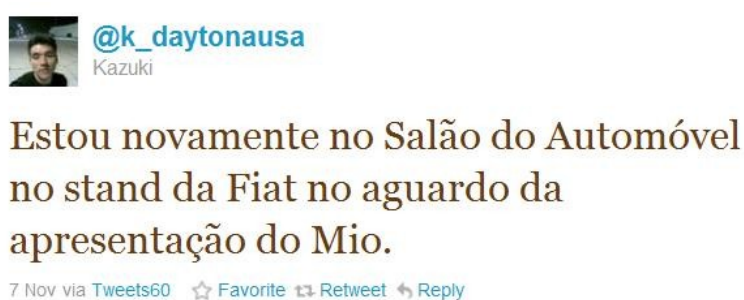 @k_daytonausa
Kazuki
Estou novamente no Salão do Automóvel
no stand da Fiat no aguardo da
apresentação do Mio.
7 Nov via Tweets60 Favorite Retweet Reply